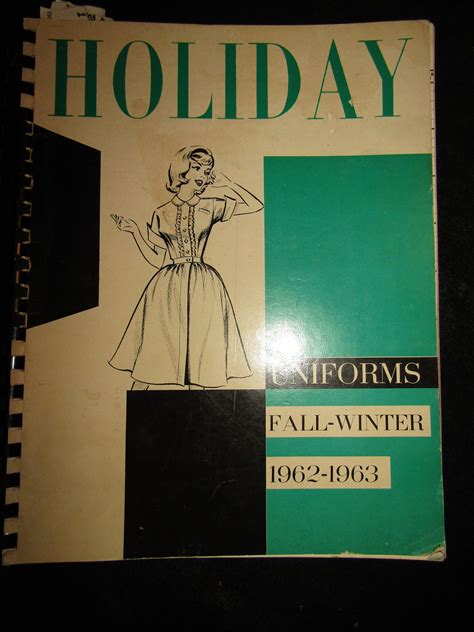 HOLIDAY
UNIFORMS
FALL-WINTER
1962-1963